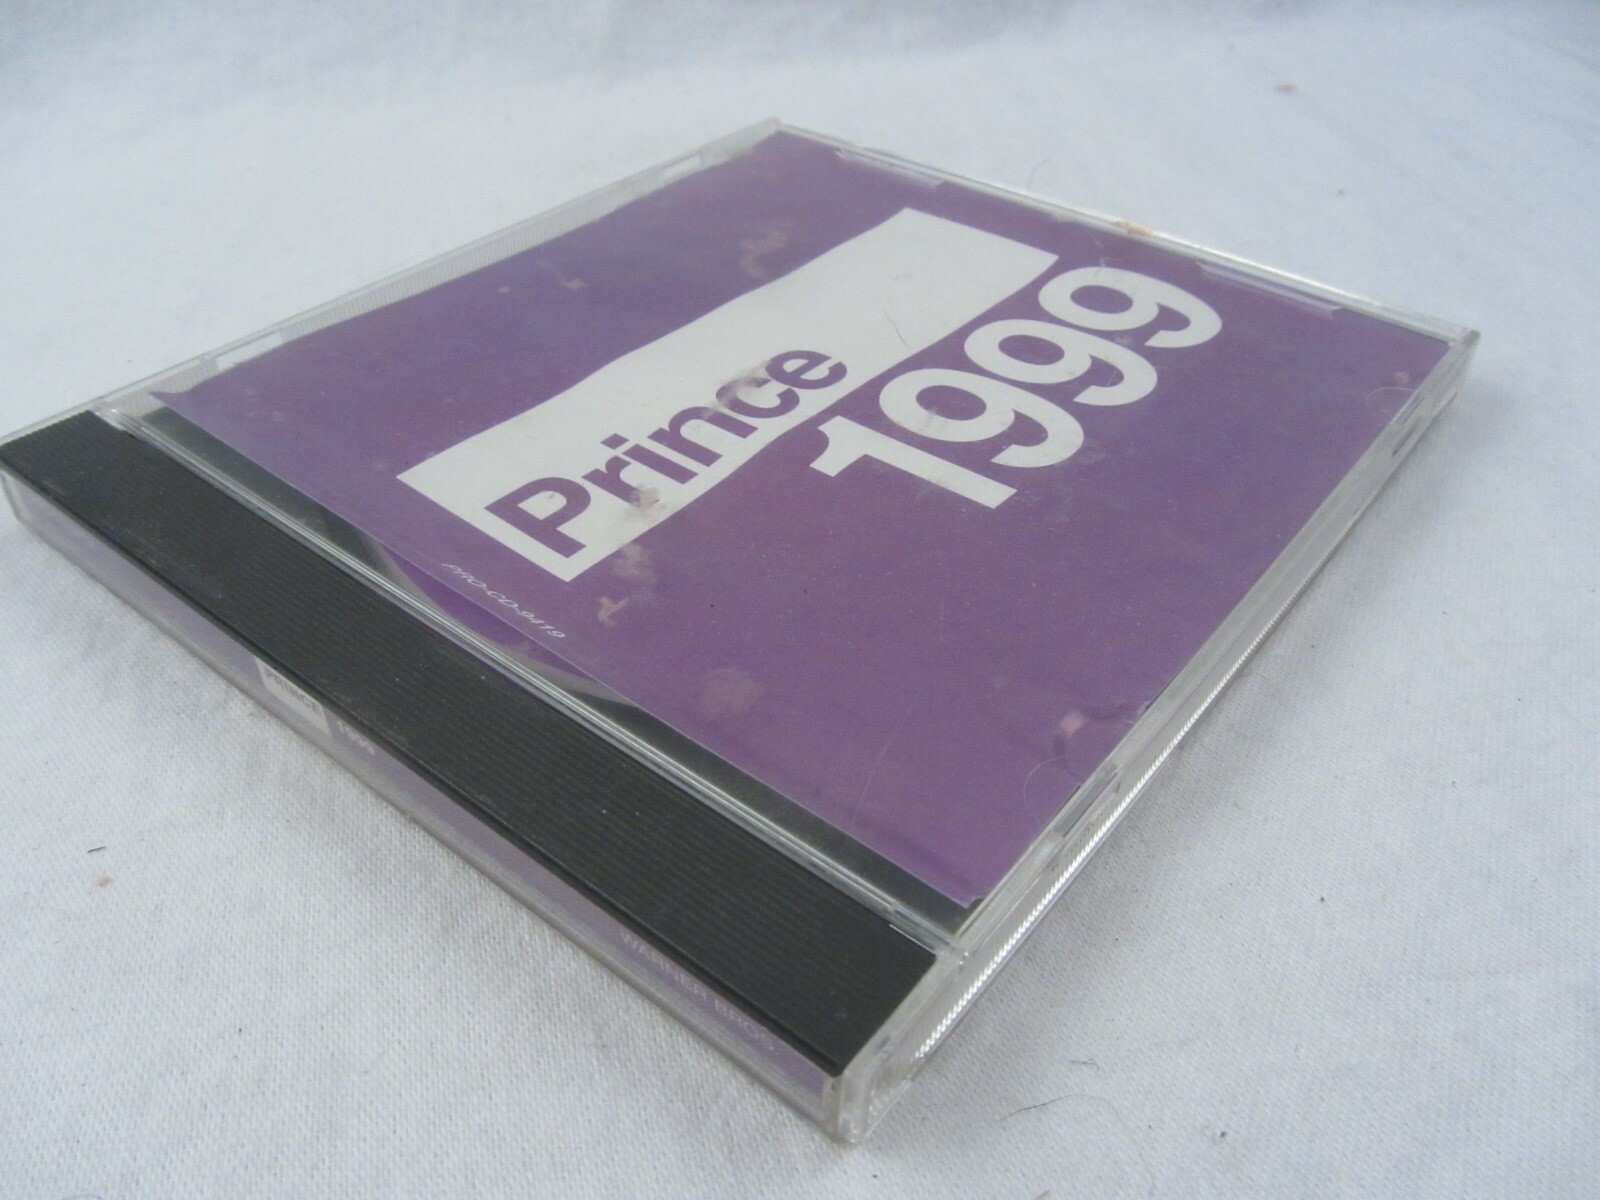 Prince
1999
PRO-CD-9419
PRINCE 1999
WARNER BROS